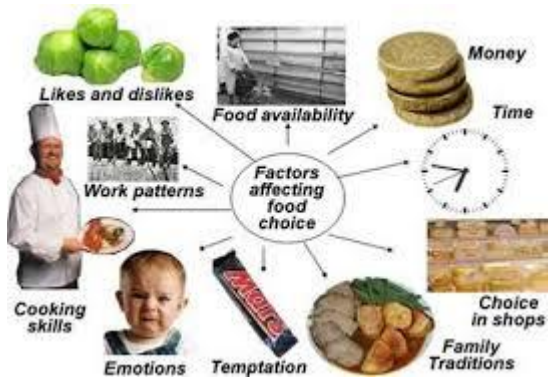 Money
Likes and dislikes
Food availability
Time
Work patterns
Factors
affecting
food
choice
Mars
Cooking
skills
Emotions
Temptation
Choice
in shops
Family
Traditions